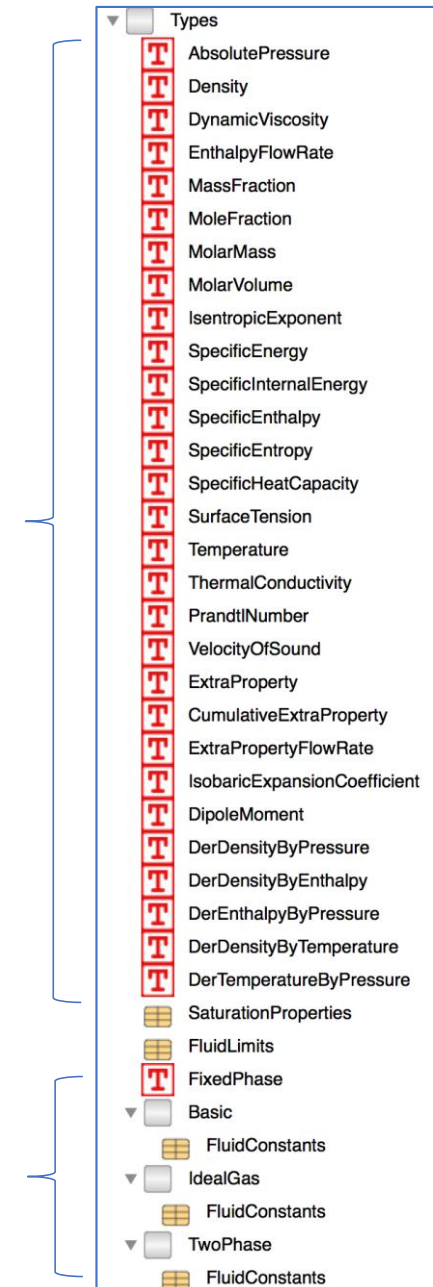 Types
T AbsolutePressure
T Density
T DynamicViscosity
T EnthalpyFlowRate
T MassFraction
T MoleFraction
T MolarMass
T MolarVolume
T IsentropicExponent
T SpecificEnergy
T SpecificInternalEnergy
T SpecificEnthalpy
T SpecificEntropy
T SpecificHeatCapacity
T SurfaceTension
T Temperature
T ThermalConductivity
T PrandtlNumber
T VelocityOfSound
T ExtraProperty
T CumulativeExtraProperty
T ExtraPropertyFlowRate
T IsobaricExpansionCoefficient
T DipoleMoment
T DerDensityByPressure
T DerDensityByEnthalpy
T DerEnthalpyByPressure
T DerDensityByTemperature
T DerTemperatureByPressure
SaturationProperties
FluidLimits
T FixedPhase
Basic
FluidConstants
IdealGas
FluidConstants
TwoPhase
FluidConstants